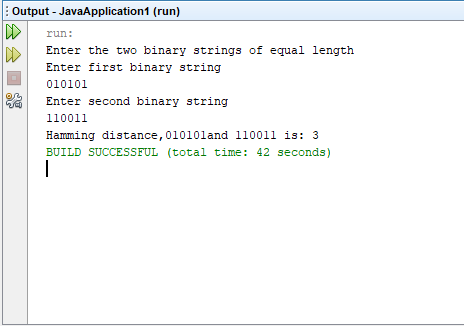 Output - JavaApplication1 (run)
run:
Enter the two binary strings of equal length
Enter first binary string
010101
Enter second binary string
110011
Hamming distance,010101and 110011 is: 3
BUILD SUCCESSFUL (total time: 42 seconds)